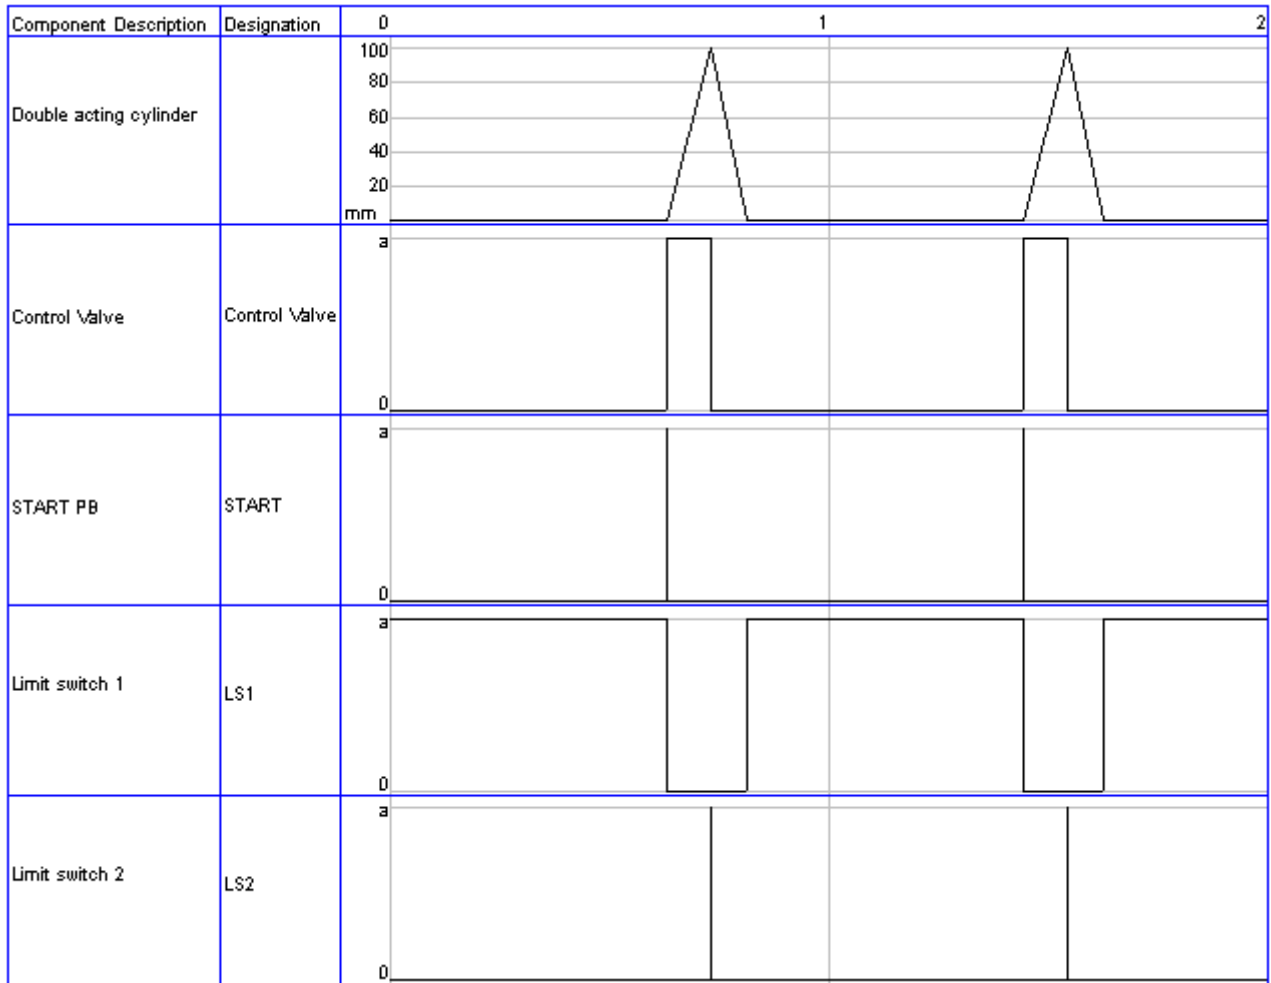 Component Description Designation 0 1 2
100
80
Double acting cylinder 60
40
20
mm
a
Control Valve Control Valve
0
a
START PB START
0
a
Limit switch 1 LS1
0
a
Limit switch 2 LS2
0